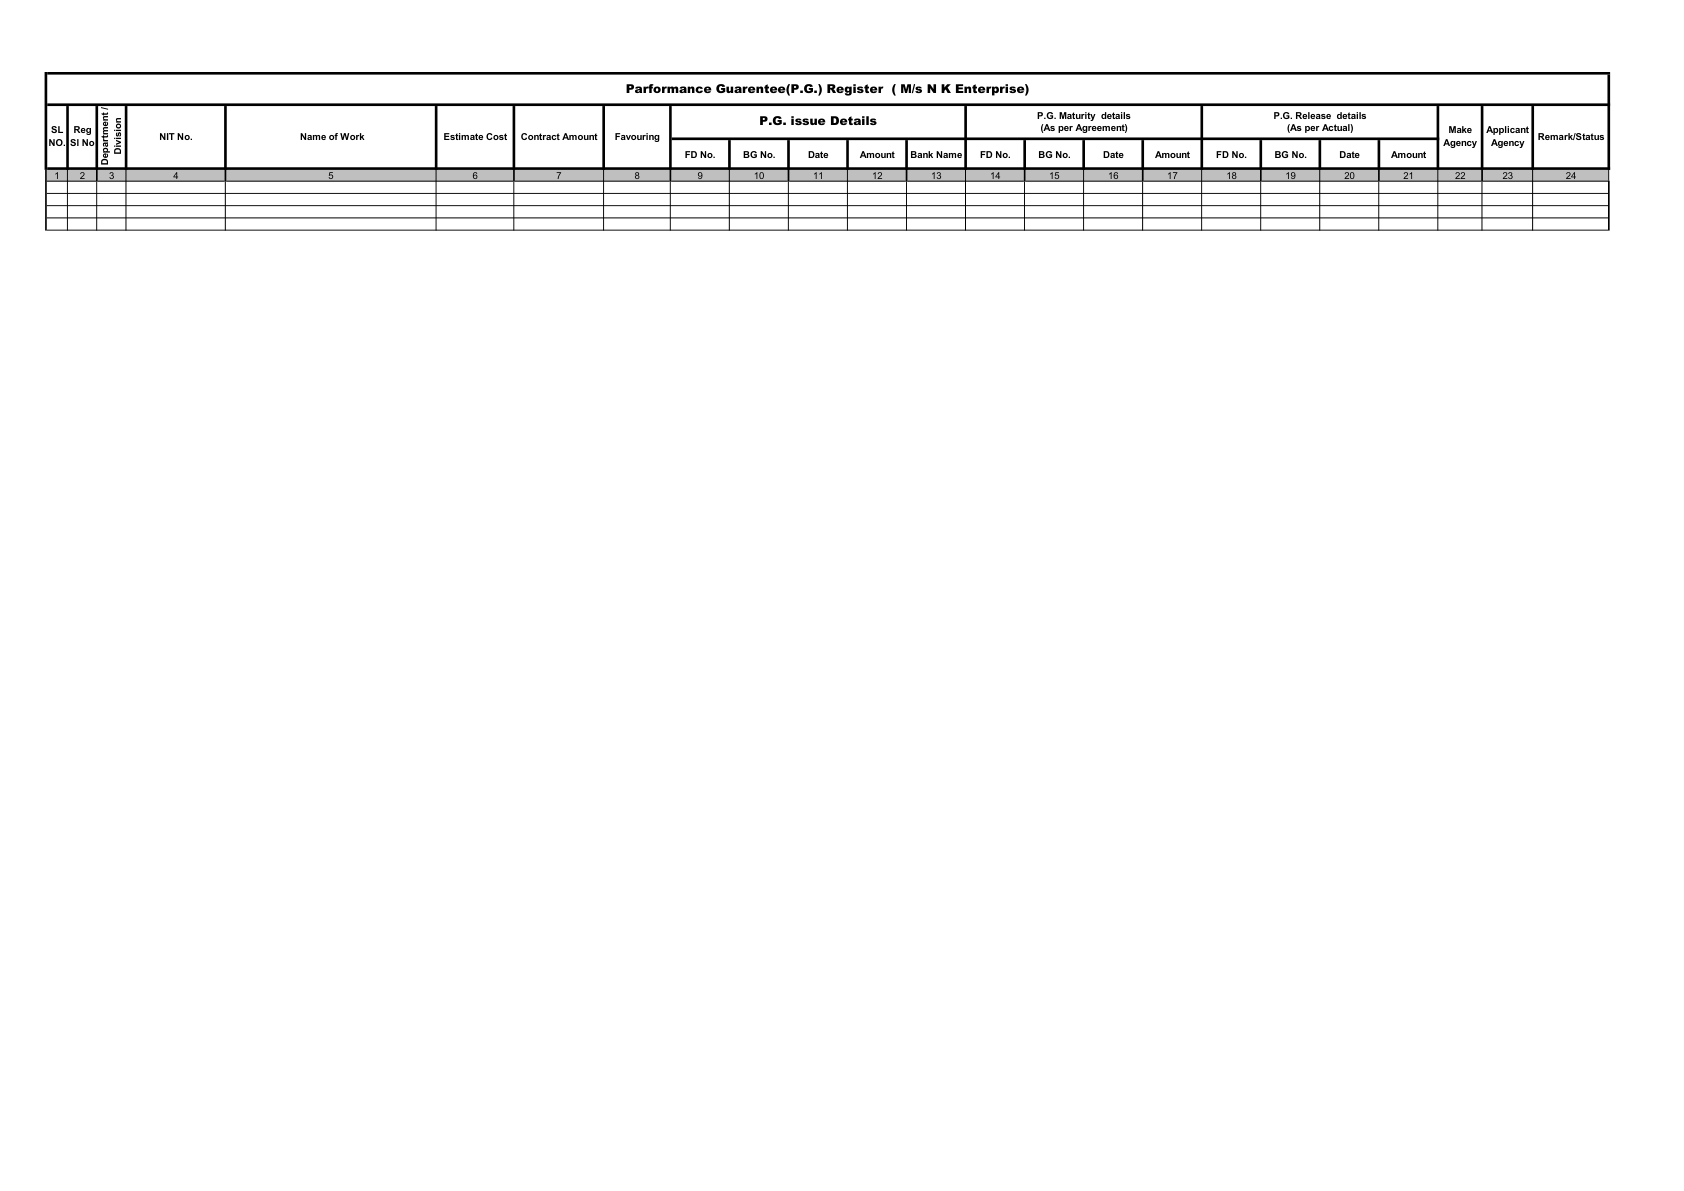 Parformance Guarentee(P.G.) Register ( M/s N K Enterprise)
SL NO.
Reg Sl No
Department / Division
NIT No.
Name of Work
Estimate Cost
Contract Amount
Favouring
P.G. issue Details
P.G. Maturity details
(As per Agreement)
P.G. Release details
(As per Actual)
Make Agency
Applicant Agency
Remark/Status
FD No. BG No. Date Amount Bank Name FD No. BG No. Date Amount FD No. BG No. Date Amount
1 2 3 4 5 6 7 8 9 10 11 12 13 14 15 16 17 18 19 20 21 22 23 24